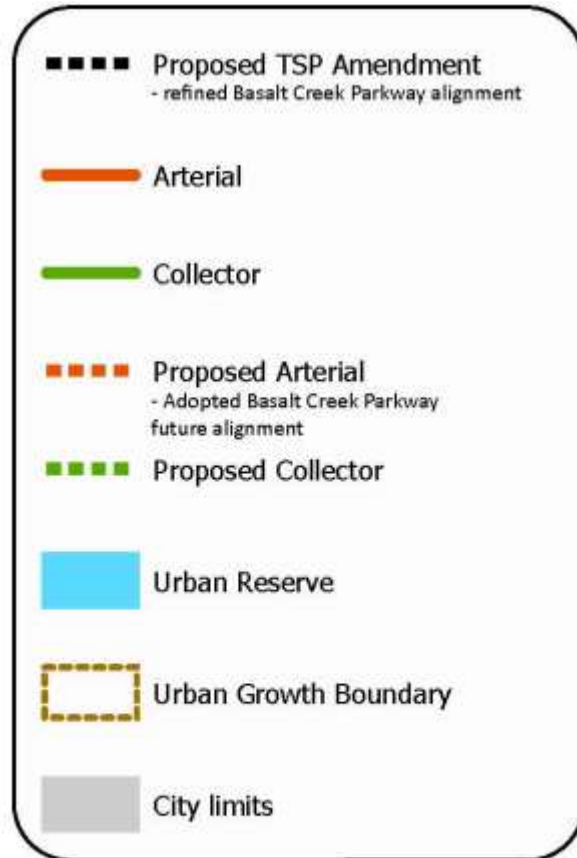 Proposed TSP Amendment
- refined Basalt Creek Parkway alignment
Arterial
Collector
Proposed Arterial
- Adopted Basalt Creek Parkway
future alignment
Proposed Collector
Urban Reserve
Urban Growth Boundary
City limits